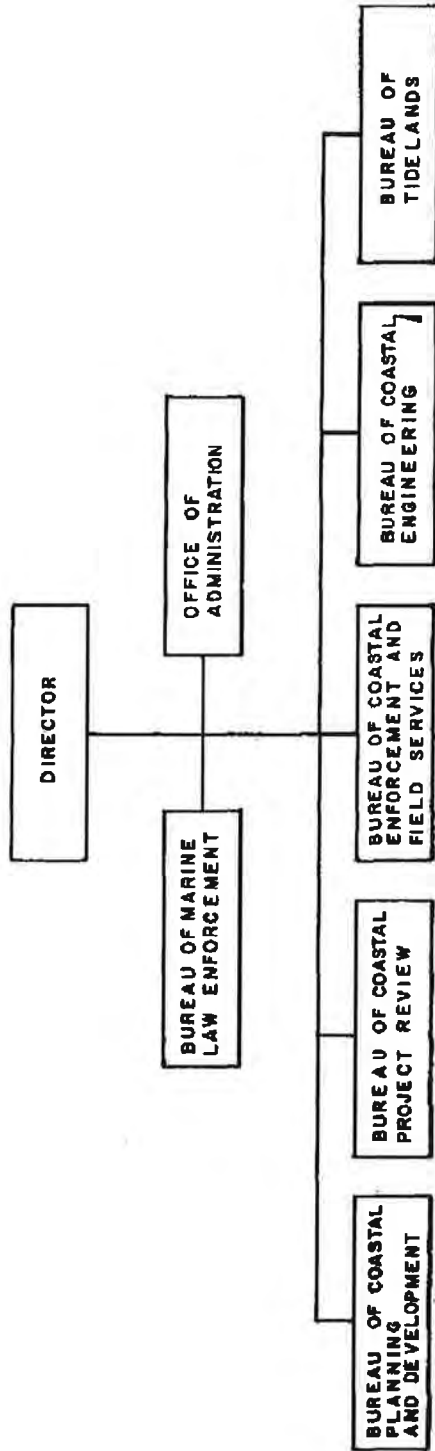 DIRECTOR
BUREAU OF MARINE
LAW ENFORCEMENT
OFFICE OF
ADMINISTRATION
BUREAU OF COASTAL
PLANNING
AND DEVELOPMENT
BUREAU OF COASTAL
PROJECT REVIEW
BUREAU OF COASTAL
ENFORCEMENT AND
FIELD SERVICES
BUREAU OF COASTAL
ENGINEERING
BUREAU OF
TIDELANDS